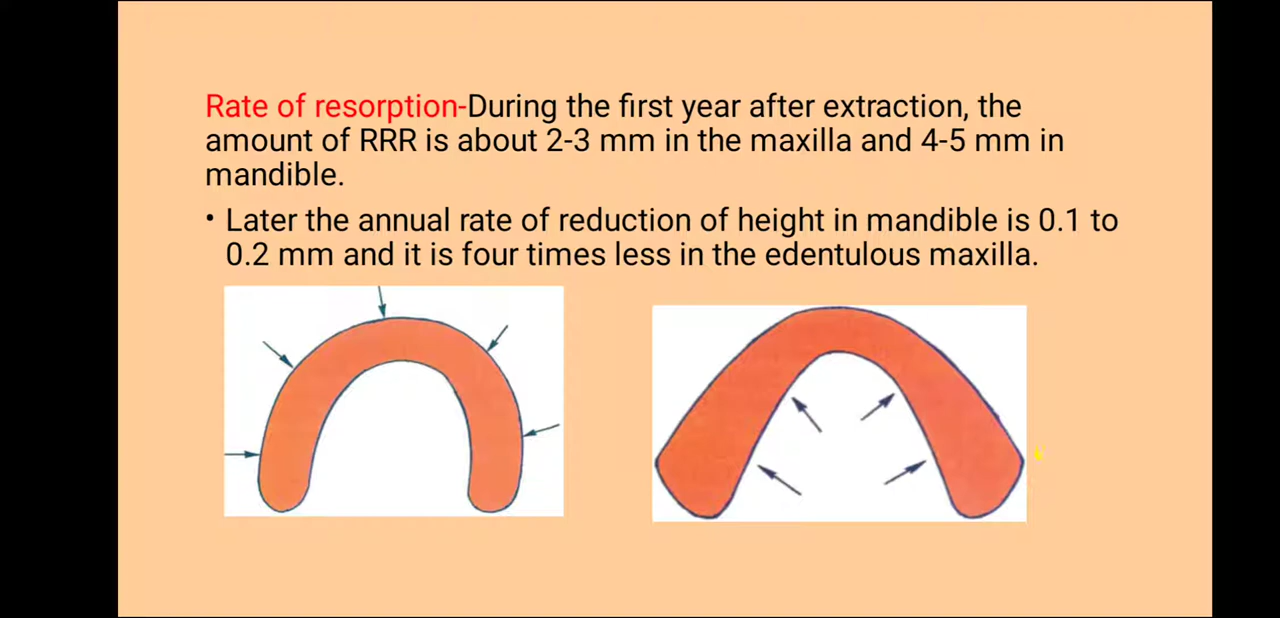 Rate of resorption-During the first year after extraction, the
amount of RRR is about 2-3 mm in the maxilla and 4-5 mm in
mandible.
• Later the annual rate of reduction of height in mandible is 0.1 to
0.2 mm and it is four times less in the edentulous maxilla.